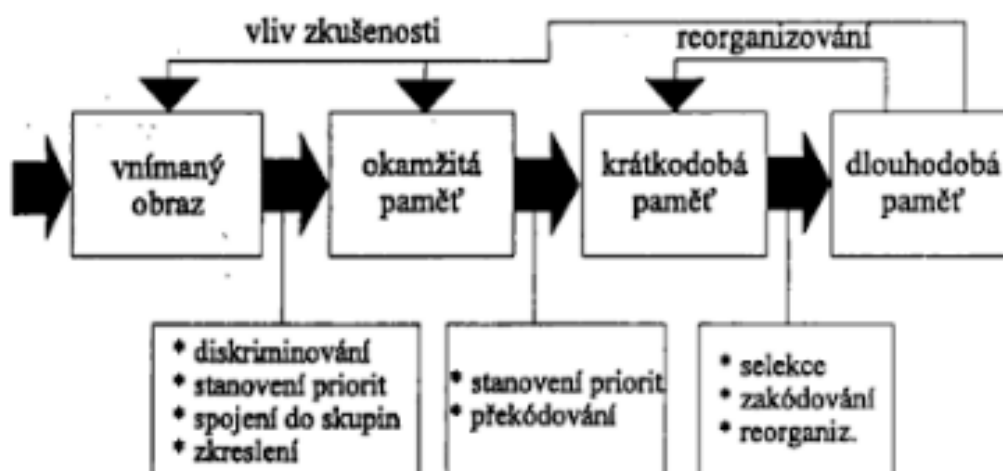 vliv zkušenosti
reorganizování
vnímaný
obraz
okamžitá
paměť
krátkodobá
paměť
dlouhodobá
paměť
* diskriminování
* stanovení priorit
* spojení do skupin
* zkreslení
* stanovení priorit
* překódování
* selekce
* zakódování
* reorganiz.